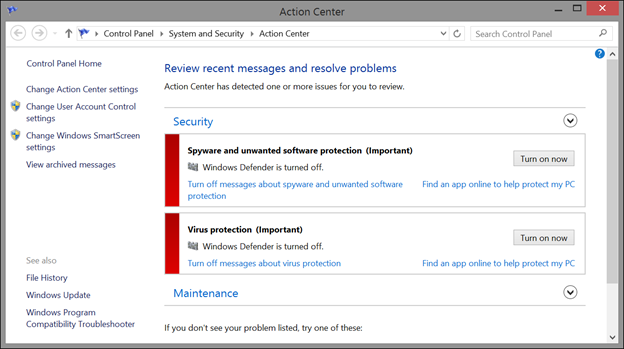 Action Center
Control Panel
System and Security
Action Center
Search Control Panel
Control Panel Home
Change Action Center settings
Change User Account Control
settings
Change Windows SmartScreen
settings
View archived messages
See also
File History
Windows Update
Windows Program
Compatibility Troubleshooter
?
Review recent messages and resolve problems
Action Center has detected one or more issues for you to review.
Security
Spyware and unwanted software protection (Important)
Windows Defender is turned off.
Turn on now
Turn off messages about spyware and unwanted software
protection
Find an app online to help protect my PC
Virus protection (Important)
Windows Defender is turned off.
Turn on now
Turn off messages about virus protection
Find an app online to help protect my PC
Maintenance
If you don't see your problem listed, try one of these: